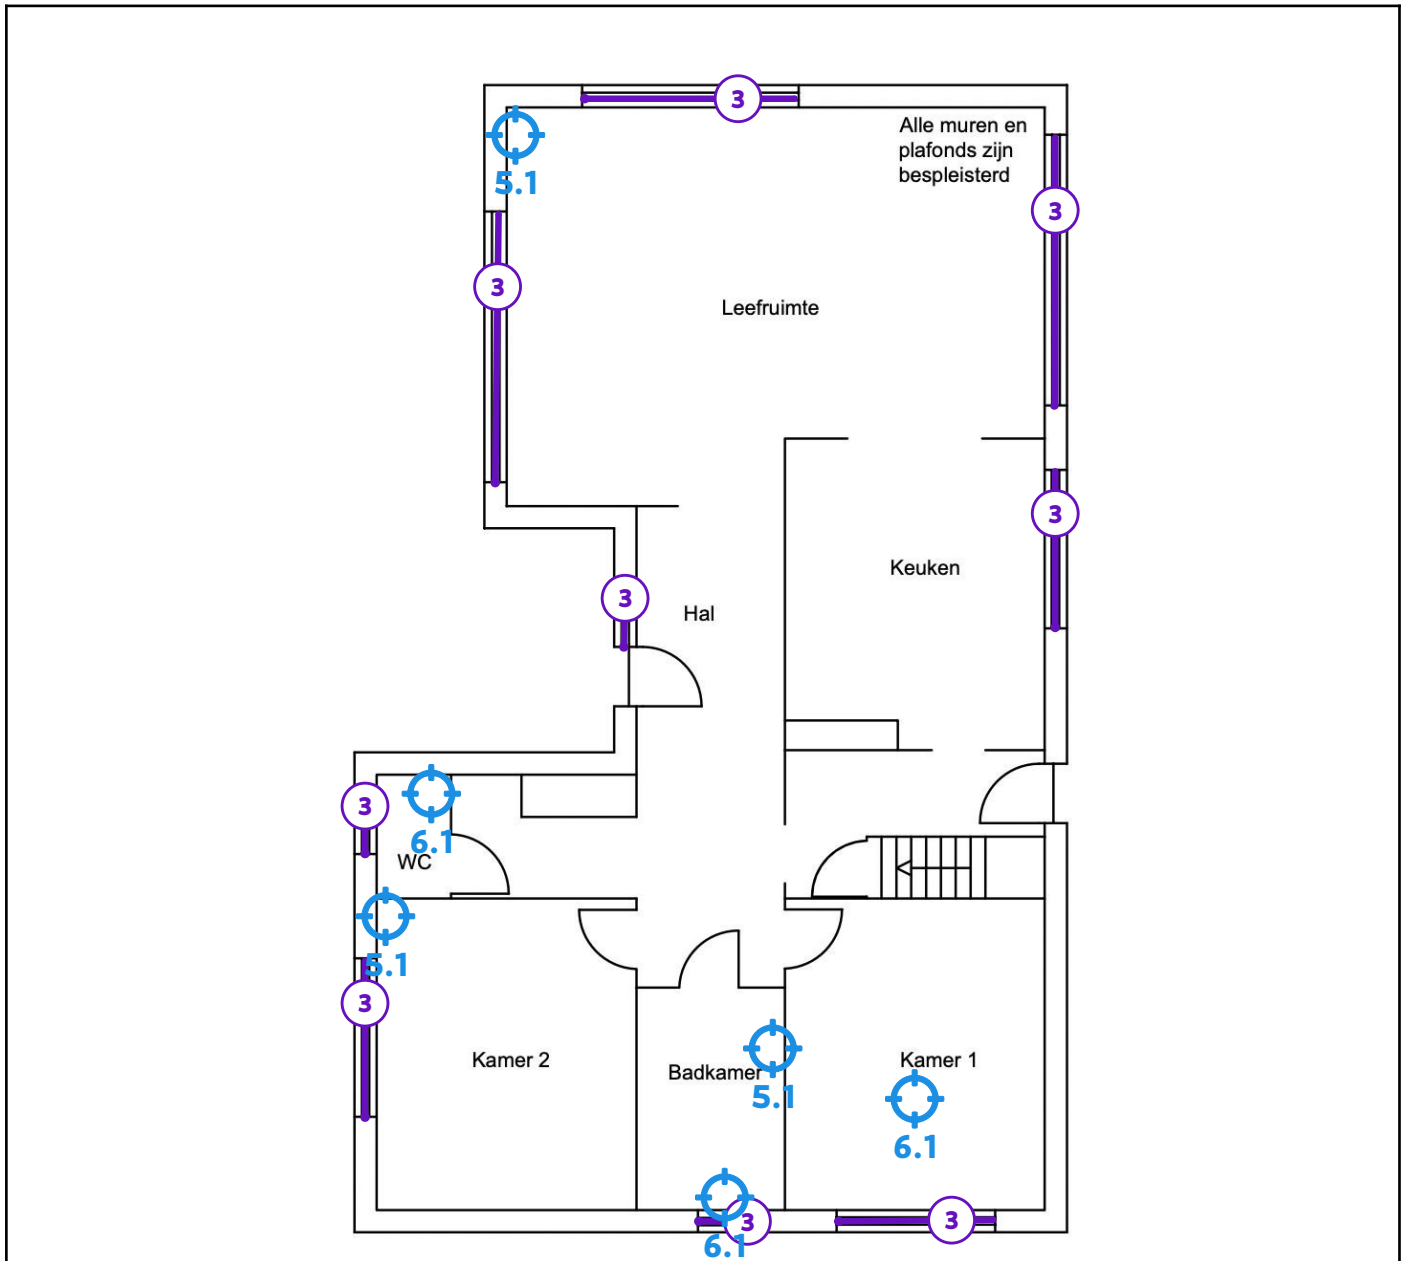 3
Alle muren en
plafonds zijn
bespleisterd
5.1
3
3
Leefruimte
3
Keuken
3
Hal
3
6.1
WC
5.1
3
Kamer 2
Badkamer
5.1
Kamer 1
6.1
3
3
6.1